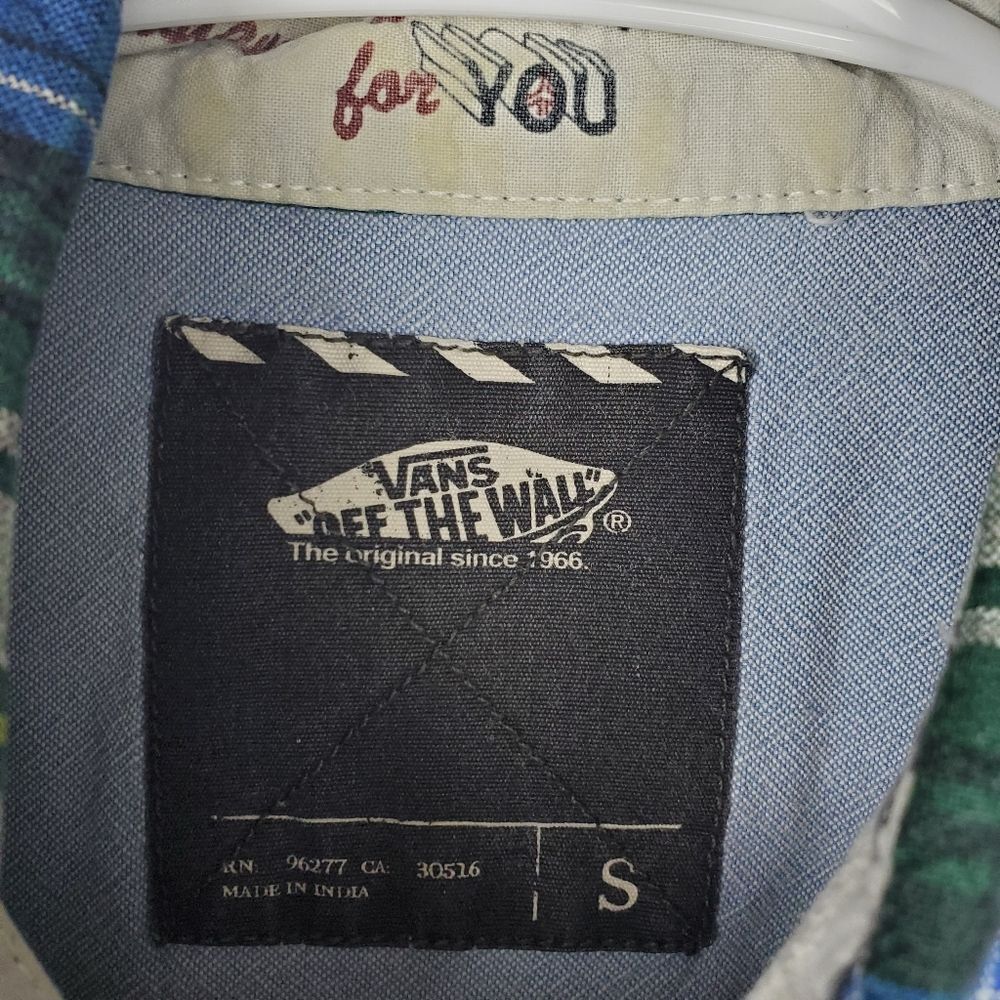 for YOU
VANS
"OFF THE WALL"
®
The original since 1966.
RN: 96277 CA: 30516
MADE IN INDIA
S